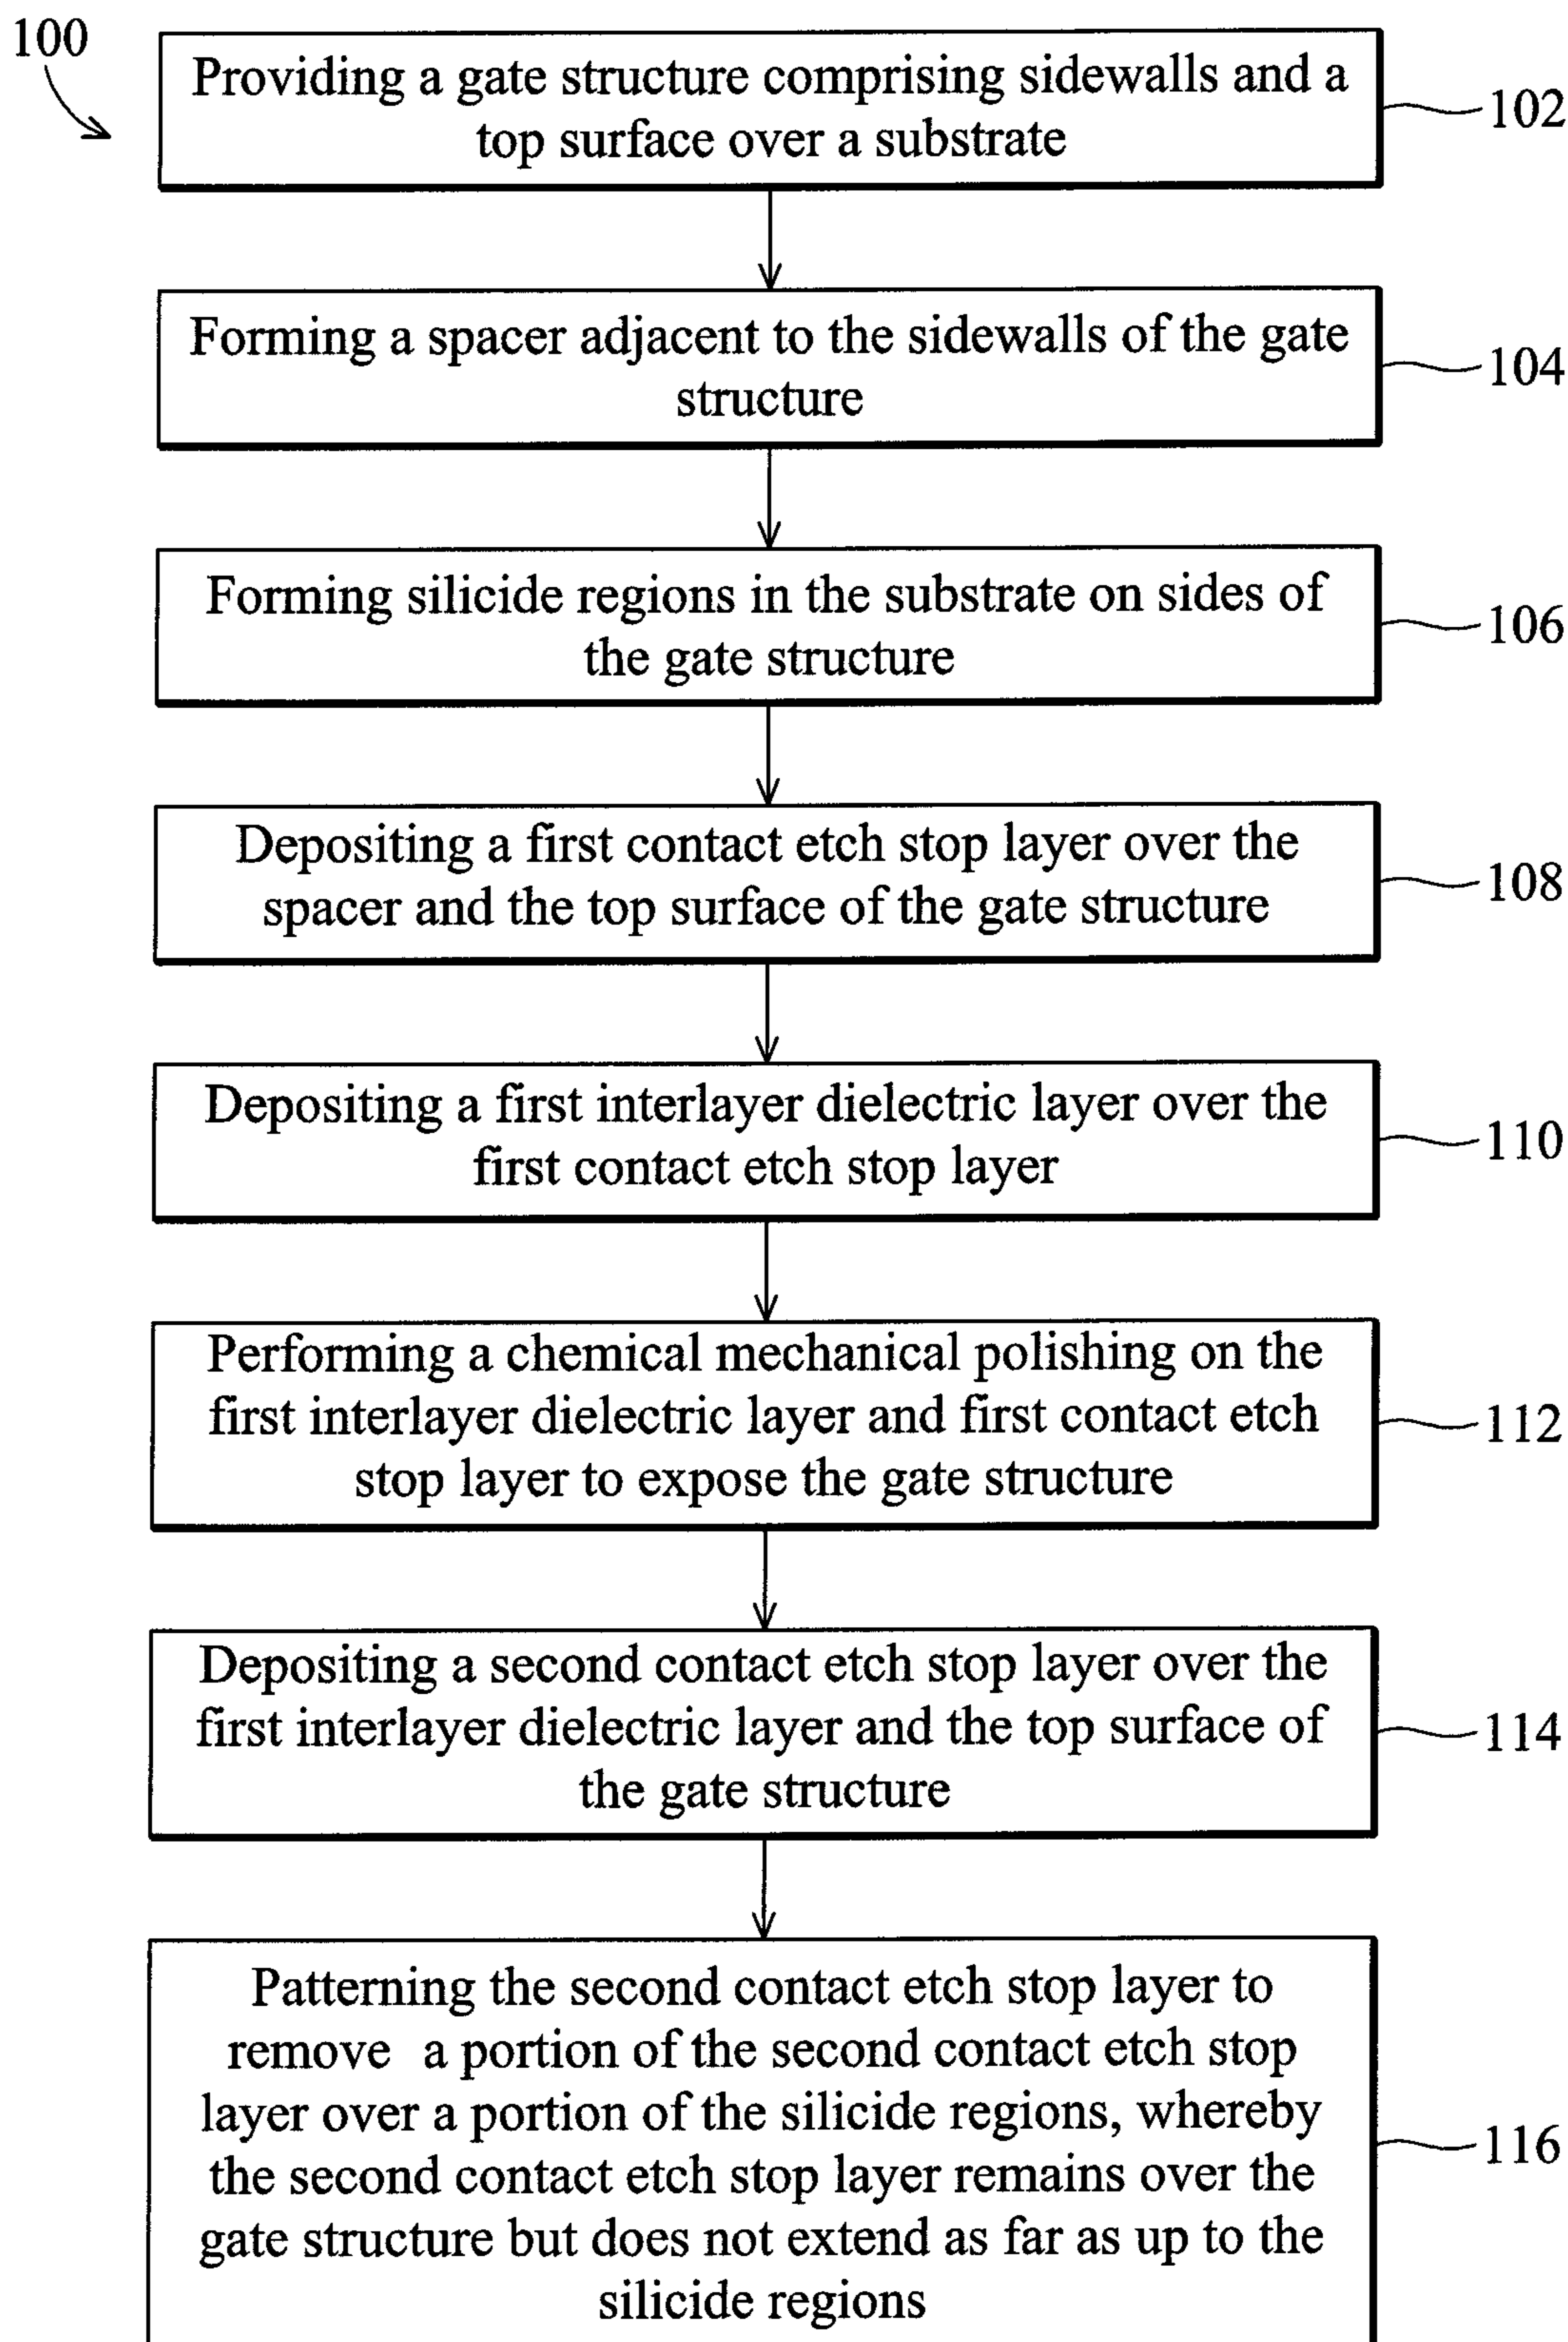 100
Providing a gate structure comprising sidewalls and a
top surface over a substrate
102
Forming a spacer adjacent to the sidewalls of the gate
structure
104
Forming silicide regions in the substrate on sides of
the gate structure
106
Depositing a first contact etch stop layer over the
spacer and the top surface of the gate structure
108
Depositing a first interlayer dielectric layer over the
first contact etch stop layer
110
Performing a chemical mechanical polishing on the
first interlayer dielectric layer and first contact etch
stop layer to expose the gate structure
112
Depositing a second contact etch stop layer over the
first interlayer dielectric layer and the top surface of
the gate structure
114
Patterning the second contact etch stop layer to
remove a portion of the second contact etch stop
layer over a portion of the silicide regions, whereby
the second contact etch stop layer remains over the
gate structure but does not extend as far as up to the
silicide regions
116